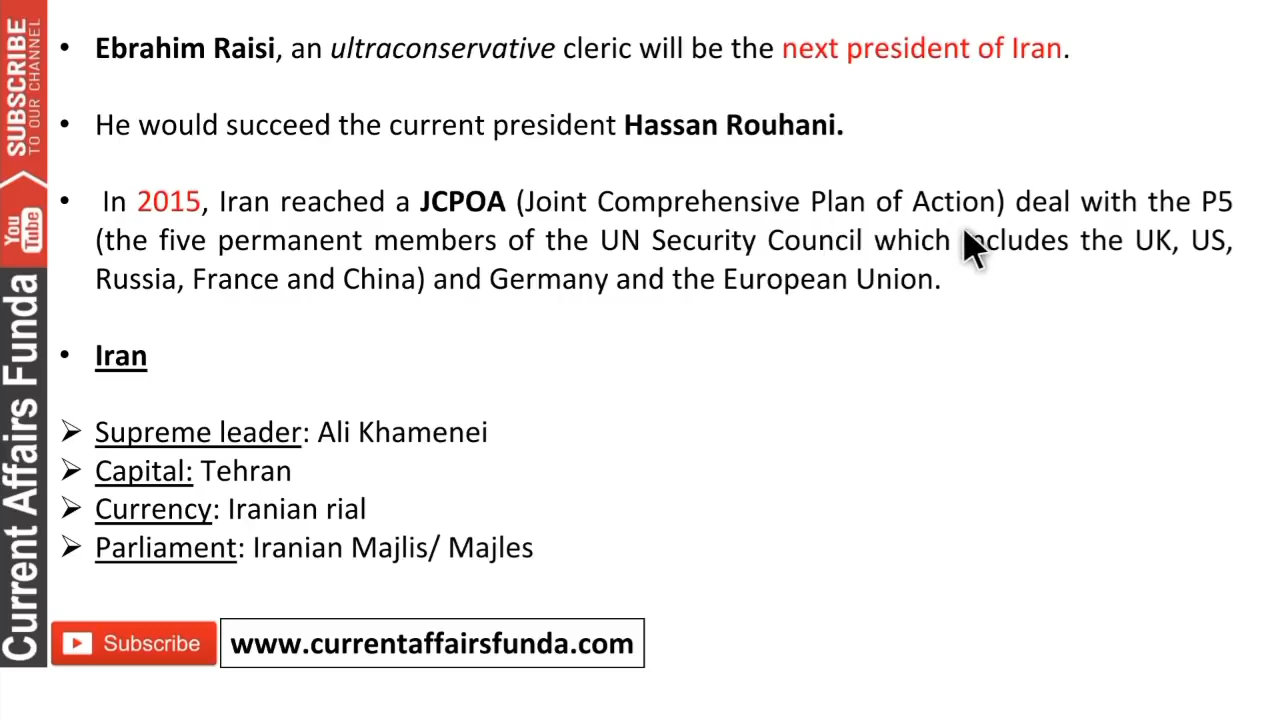 SUBSCRIBE
TO OUR CHANNEL
You
Tube
Current Affairs Funda
• Ebrahim Raisi, an ultraconservative cleric will be the next president of Iran.
• He would succeed the current president Hassan Rouhani.
• In 2015, Iran reached a JCPOA (Joint Comprehensive Plan of Action) deal with the P5
(the five permanent members of the UN Security Council which includes the UK, US,
Russia, France and China) and Germany and the European Union.
• Iran
➢ Supreme leader: Ali Khamenei
➢ Capital: Tehran
➢ Currency: Iranian rial
➢ Parliament: Iranian Majlis/ Majles
Subscribe
www.currentaffairsfunda.com